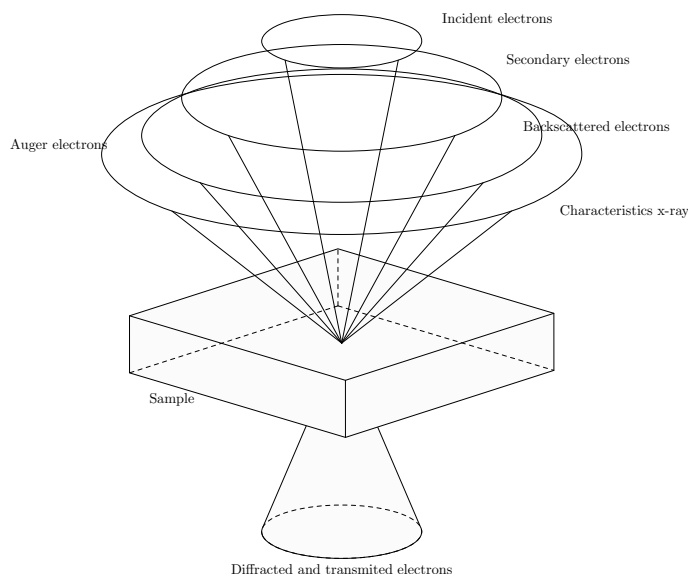 Incident electrons
Secondary electrons
Backscattered electrons
Auger electrons
Characteristics x-ray
Sample
Diffracted and transmited electrons